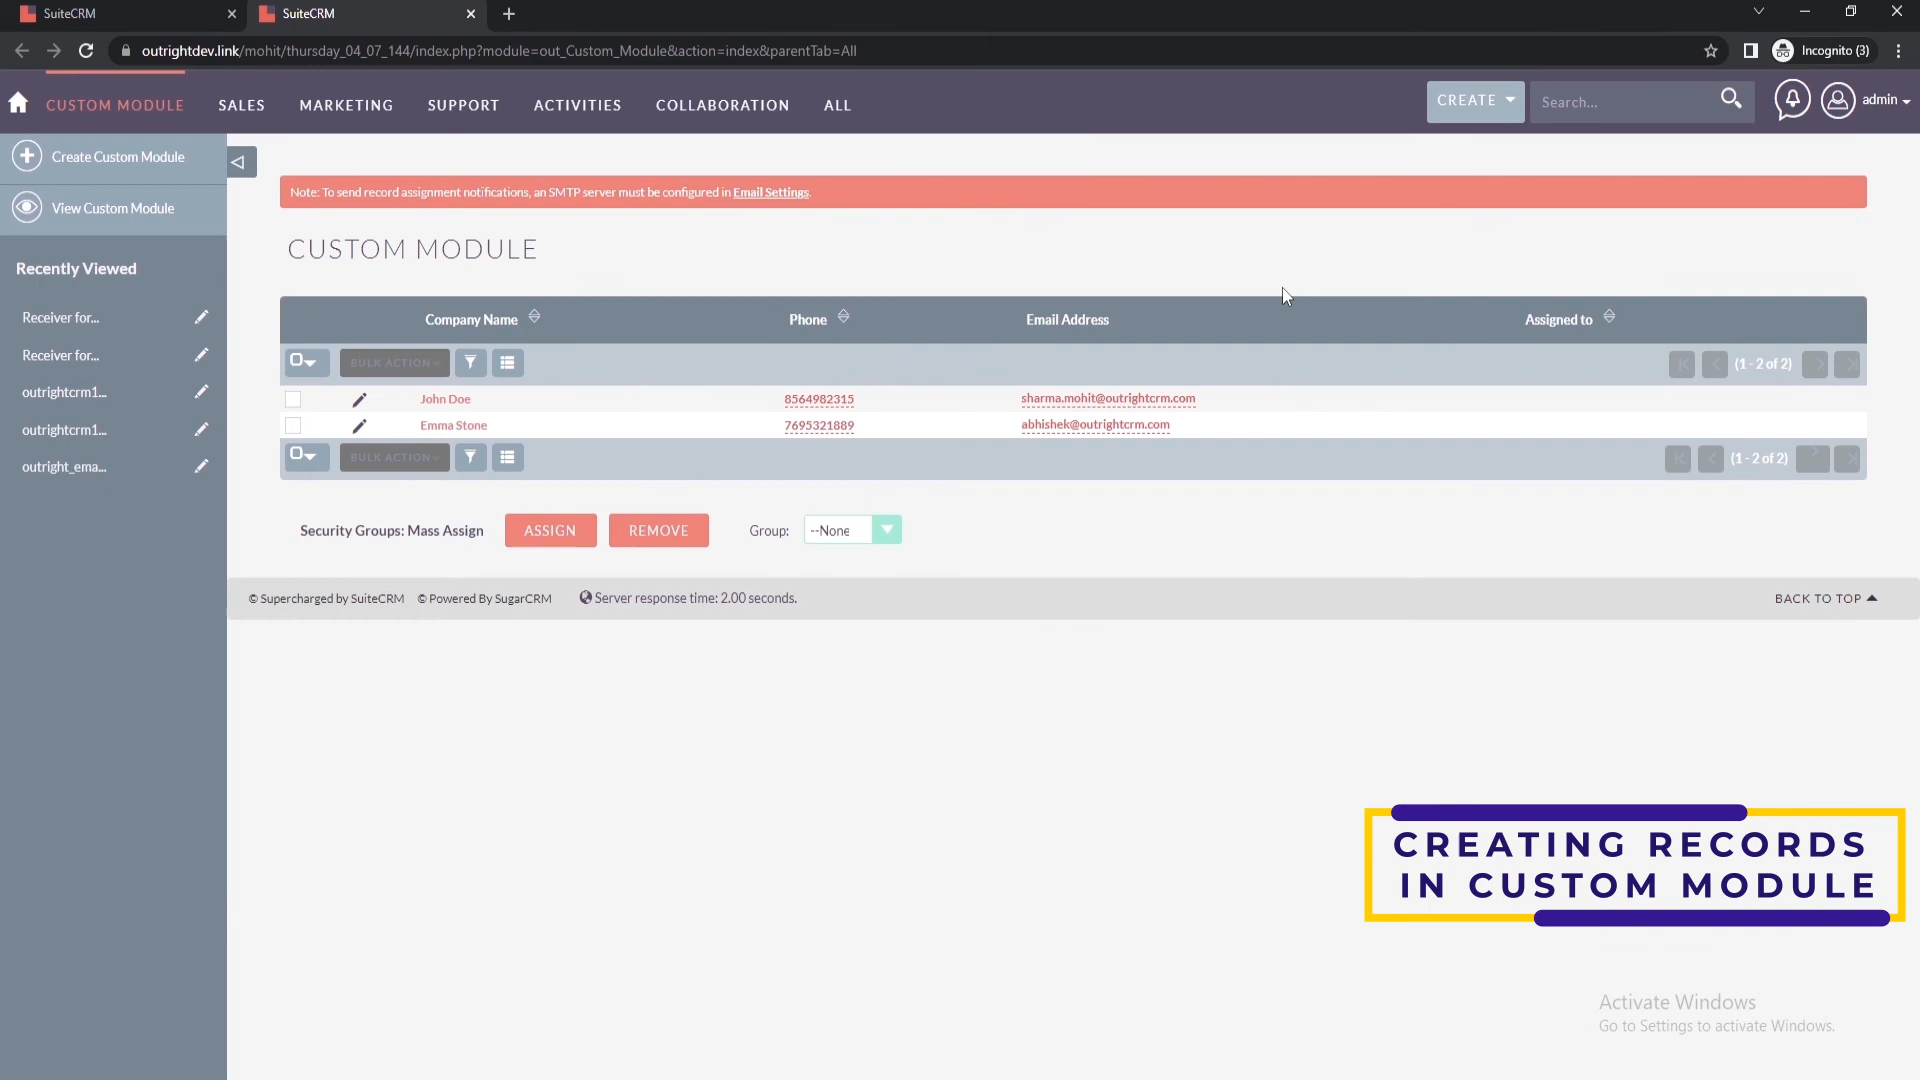 SuiteCRM
SuiteCRM
outrightdev.link/mohit/thursday_04_07_144/index.php?module=out_Custom_Module&action=index&parentTab=All
Incognito (3)
CUSTOM MODULE
SALES
MARKETING
SUPPORT
ACTIVITIES
COLLABORATION
ALL
CREATE
Search...
admin
Create Custom Module
View Custom Module
Recently Viewed
Receiver for...
Receiver for...
outrightcrm1...
outrightcrm1...
outright_ema...
Note: To send record assignment notifications, an SMTP server must be configured in Email Settings.
CUSTOM MODULE
Company Name
Phone
Email Address
Assigned to
BULK ACTION
(1 - 2 of 2)
John Doe
8564982315
sharma.mohit@outrightcrm.com
Emma Stone
7695321889
abhishek@outrightcrm.com
BULK ACTION
(1 - 2 of 2)
Security Groups: Mass Assign
ASSIGN
REMOVE
Group:
--None
© Supercharged by SuiteCRM
© Powered By SugarCRM
Server response time: 2.00 seconds.
BACK TO TOP
CREATING RECORDS
IN CUSTOM MODULE
Activate Windows
Go to Settings to activate Windows.